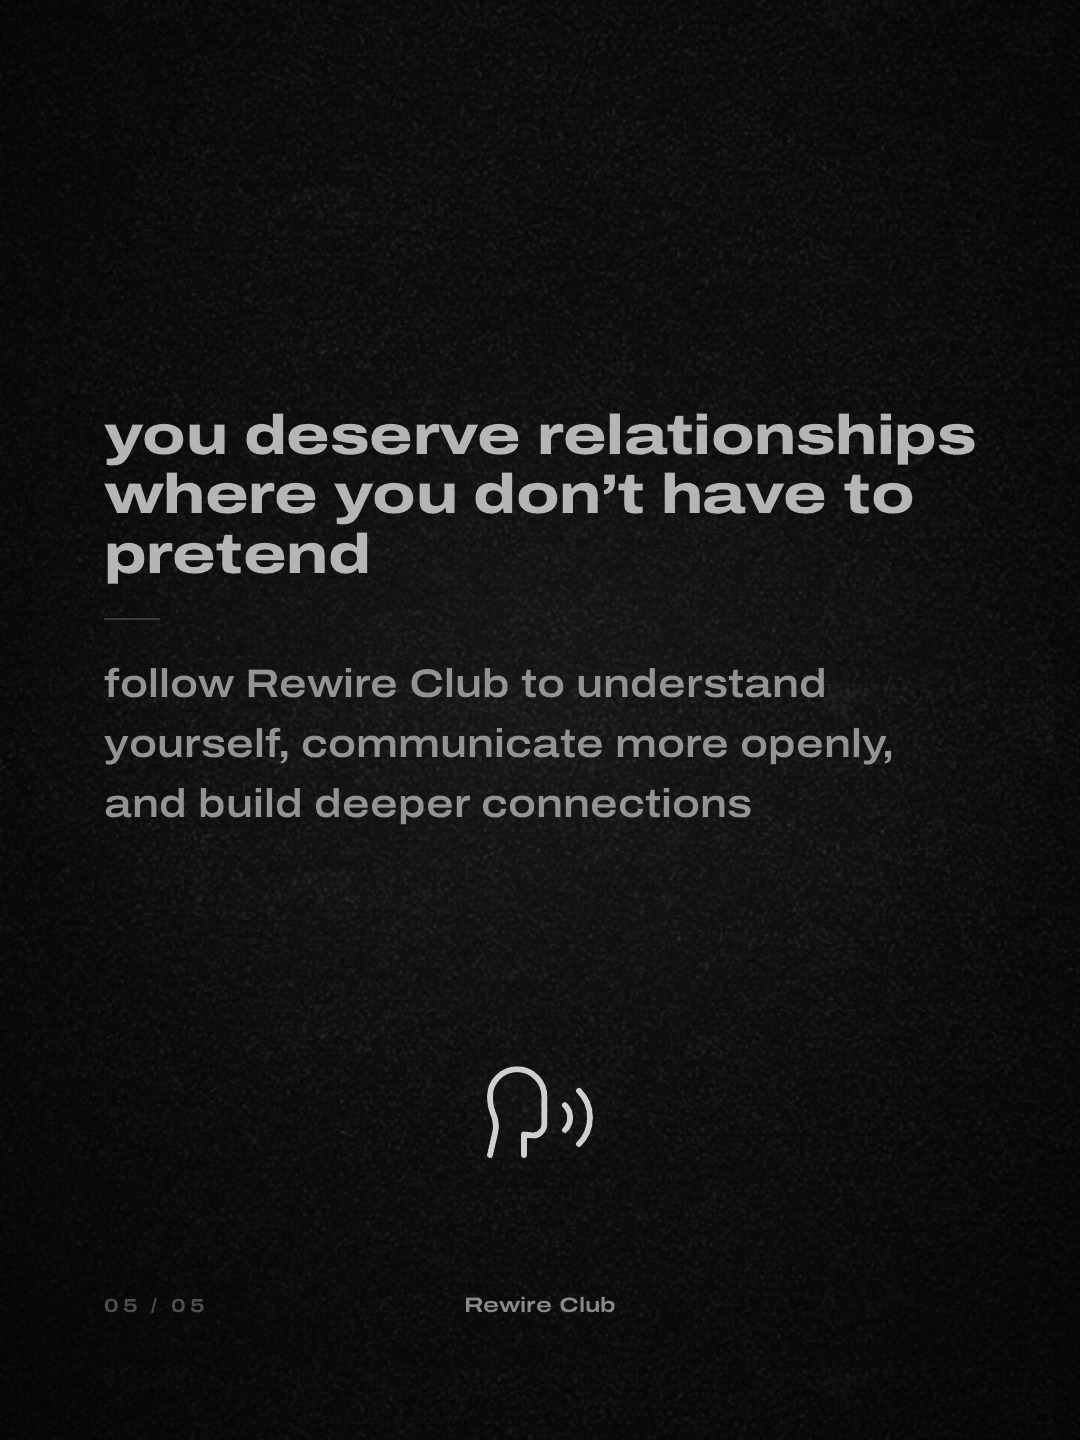 you deserve relationships
where you don’t have to
pretend
follow Rewire Club to understand
yourself, communicate more openly,
and build deeper connections
05 / 05
Rewire Club